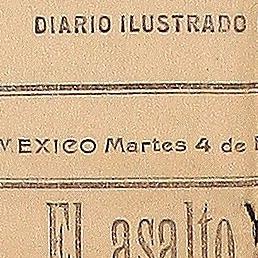 DIARIO ILUSTRADO
MEXICO Martes 4 de
El asalto